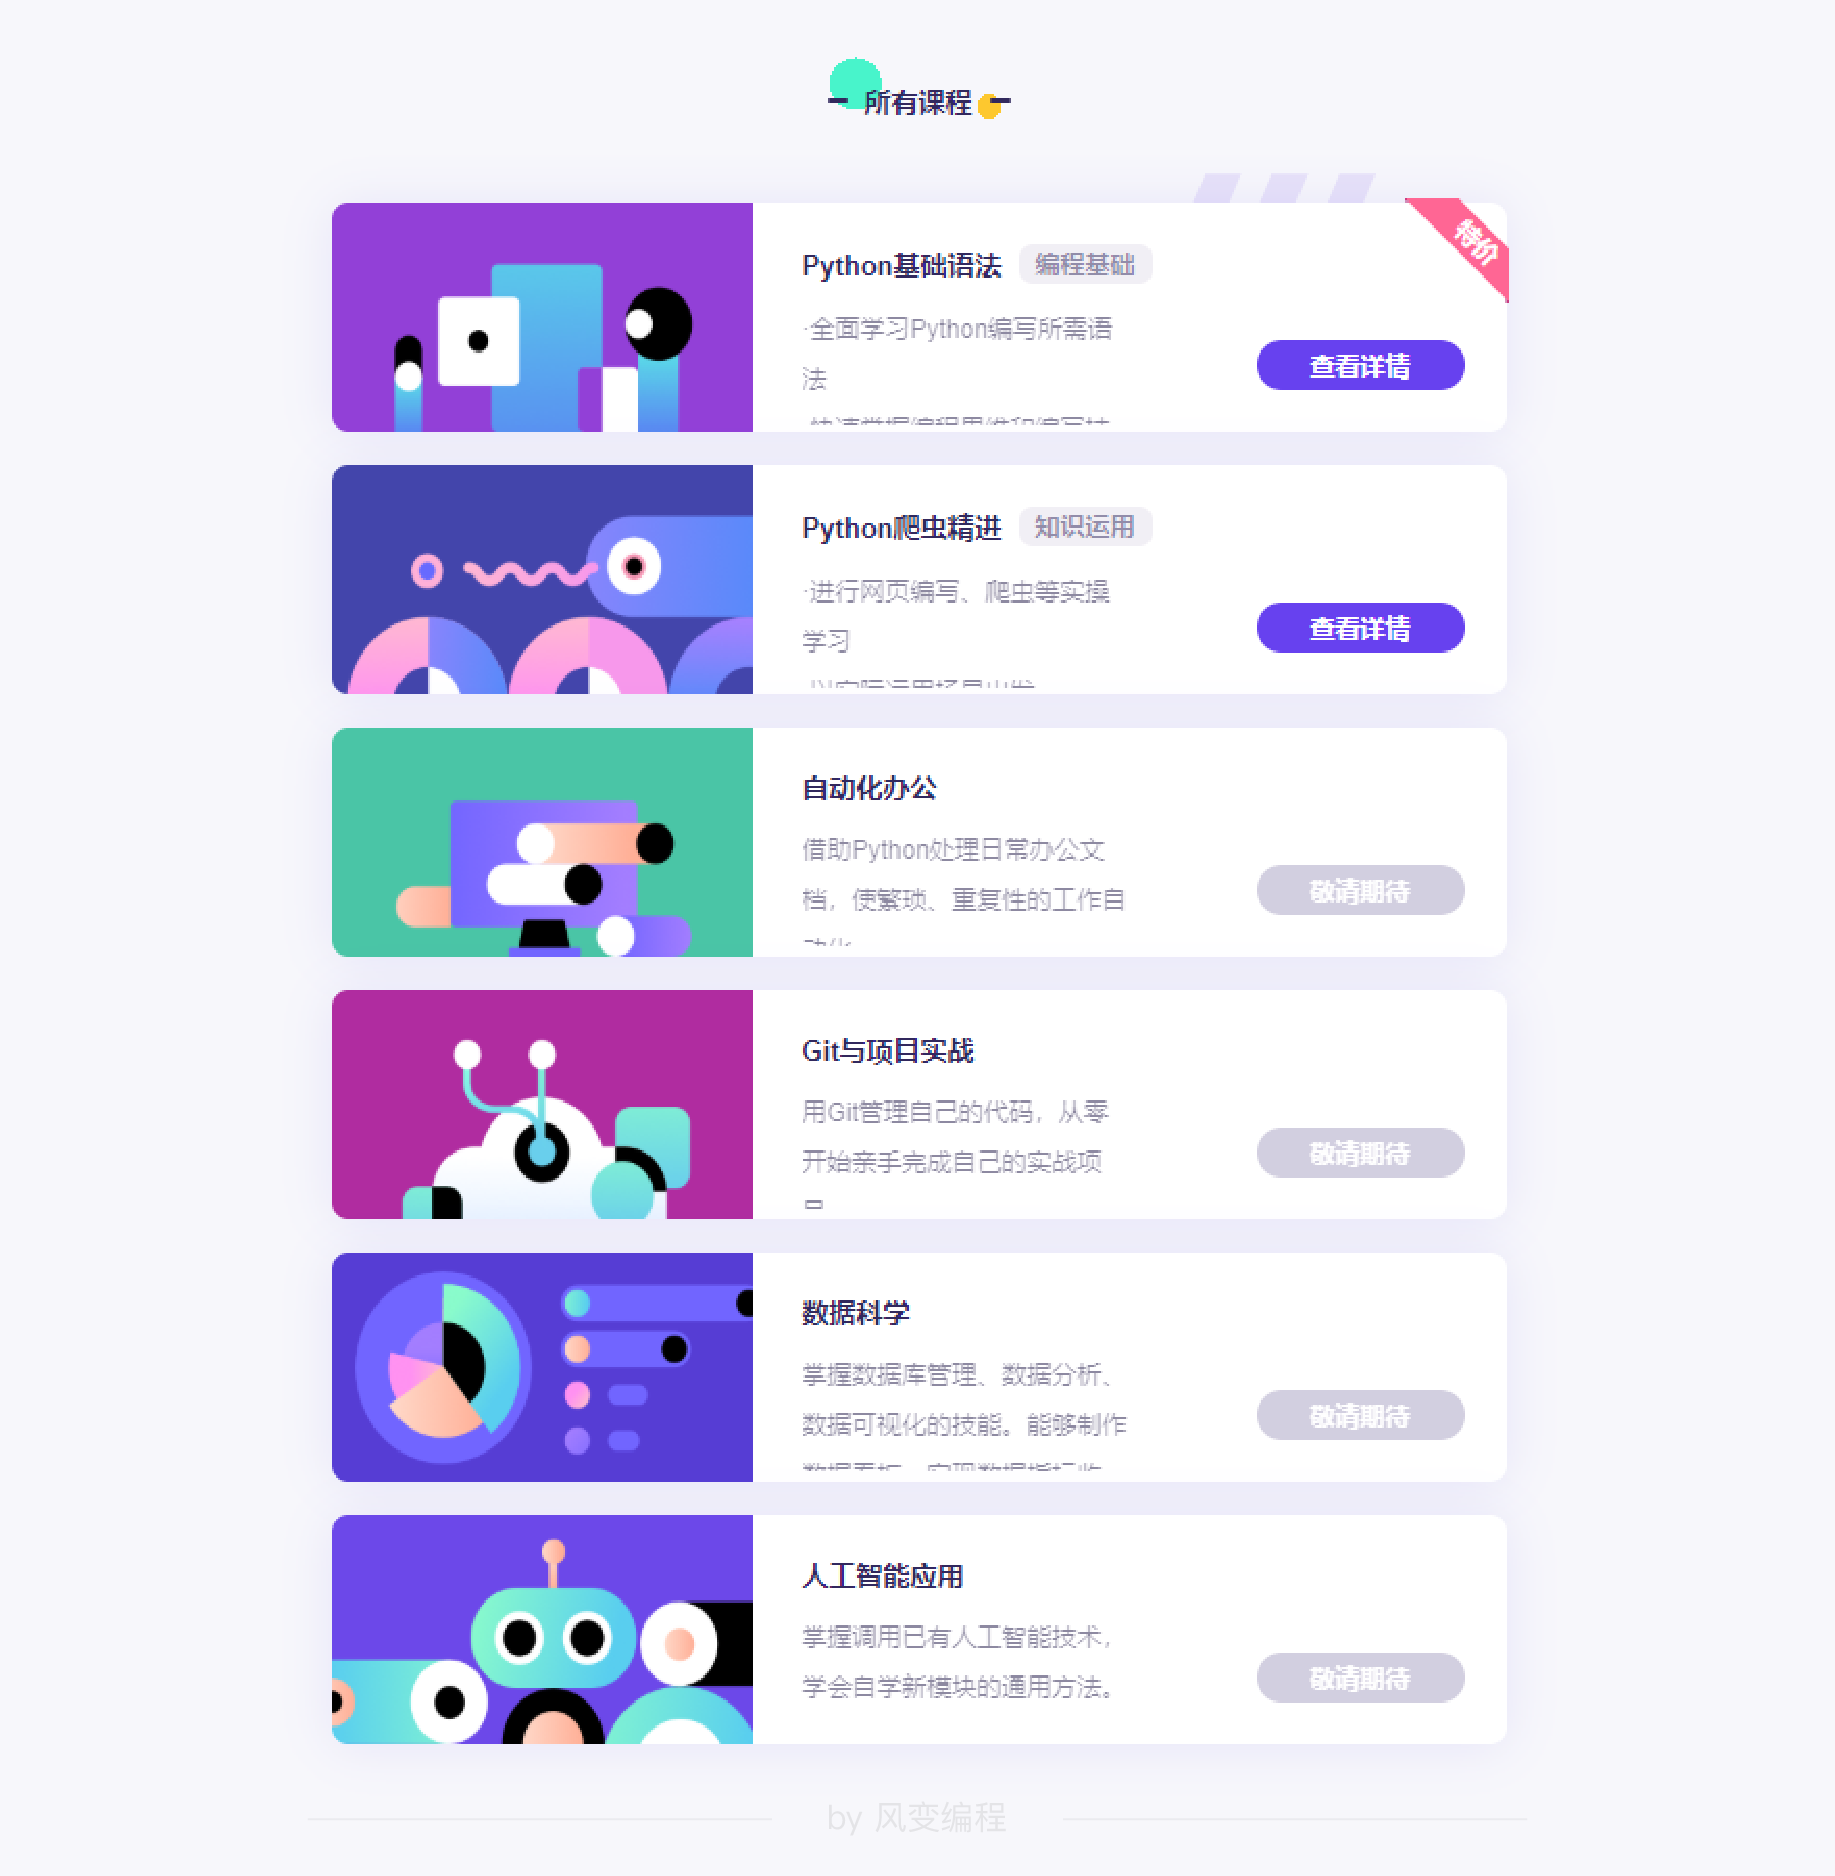 所有课程
特价
Python基础语法 编程基础
·全面学习Python编写所需语
法
查看详情
Python爬虫精进 知识运用
·进行网页编写、爬虫等实操
学习
查看详情
自动化办公
借助Python处理日常办公文
档，使繁琐、重复性的工作自
动化
敬请期待
Git与项目实战
用Git管理自己的代码，从零
开始亲手完成自己的实战项
敬请期待
数据科学
掌握数据库管理、数据分析、
数据可视化的技能。能够制作
敬请期待
人工智能应用
掌握调用已有人工智能技术，
学会自学新模块的通用方法。
敬请期待
by 风变编程